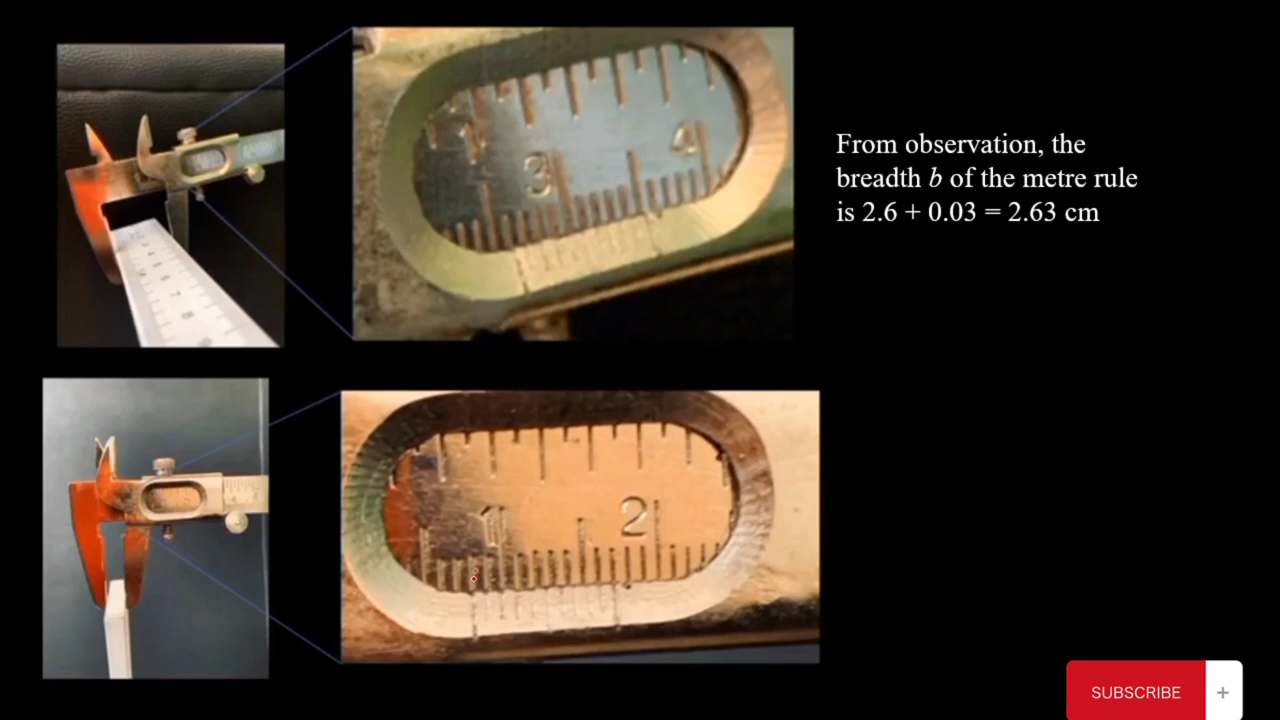 3
4
From observation, the
breadth b of the metre rule
is 2.6 + 0.03 = 2.63 cm
1
2
SUBSCRIBE +